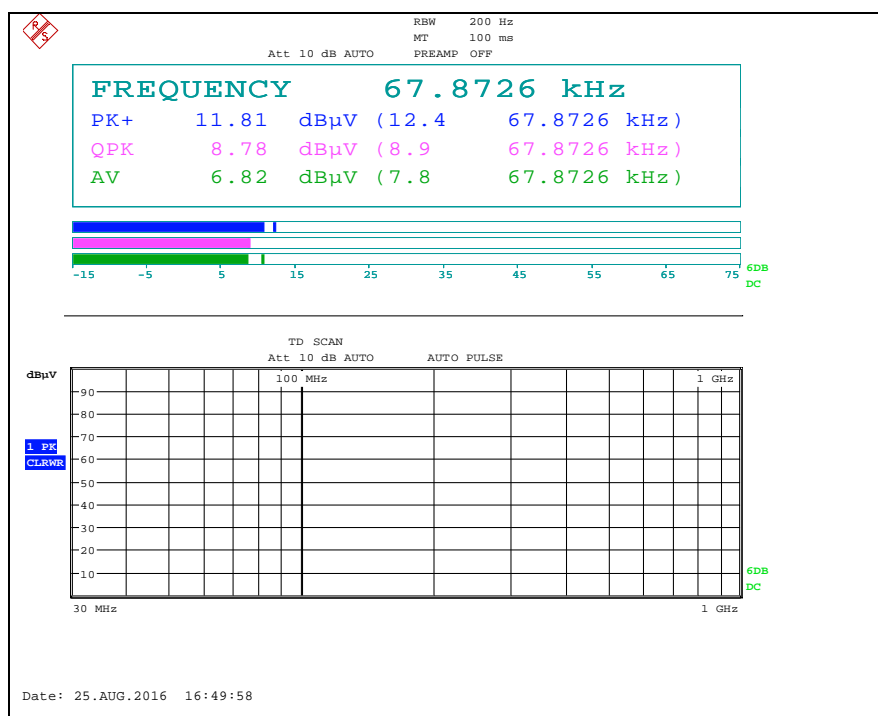 R S
RBW 200 Hz
MT 100 ms
Att 10 dB AUTO PREAMP OFF
FREQUENCY 67.8726 kHz
PK+ 11.81 dBµV (12.4 67.8726 kHz)
QPK 8.78 dBµV (8.9 67.8726 kHz)
AV 6.82 dBµV (7.8 67.8726 kHz)
-15 -5 5 15 25 35 45 55 65 75
6DB
DC
TD SCAN
Att 10 dB AUTO AUTO PULSE
dBµV
100 MHz 1 GHz
90
80
70
1 PK
CLRWR
60
50
40
30
20
10
6DB
DC
30 MHz 1 GHz
Date: 25.AUG.2016 16:49:58